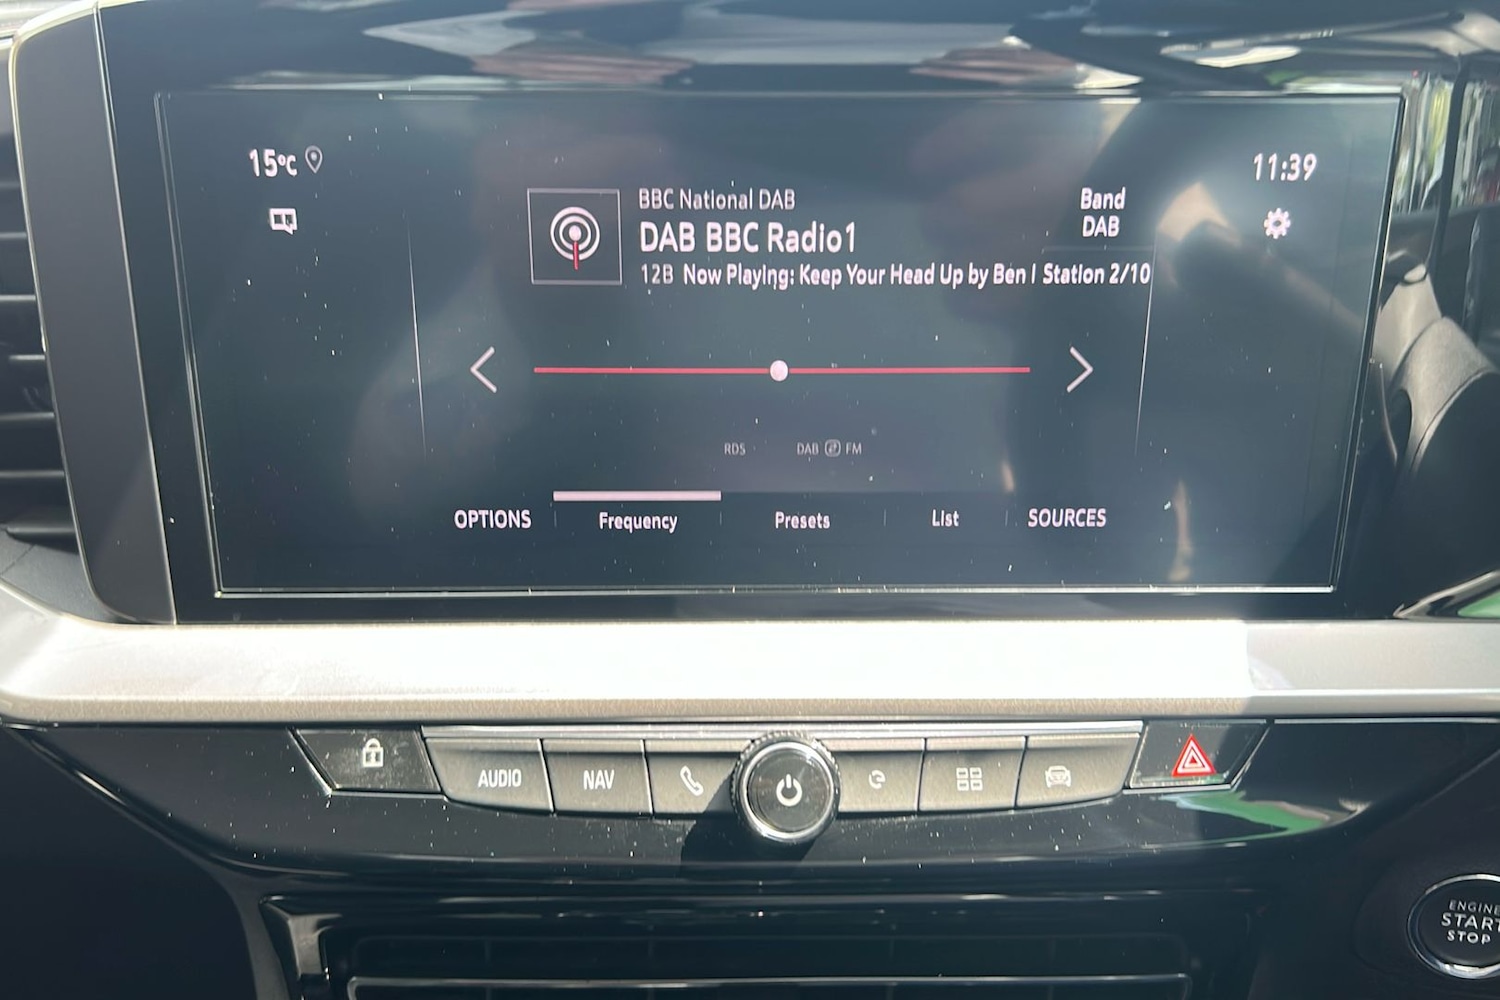 15°C
11:39
BBC National DAB
DAB BBC Radio1
12B Now Playing: Keep Your Head Up by Ben I Station 2/10
Band
DAB
RDS
DAB FM
OPTIONS Frequency Presets List SOURCES
AUDIO NAV
ENGINE
START
STOP